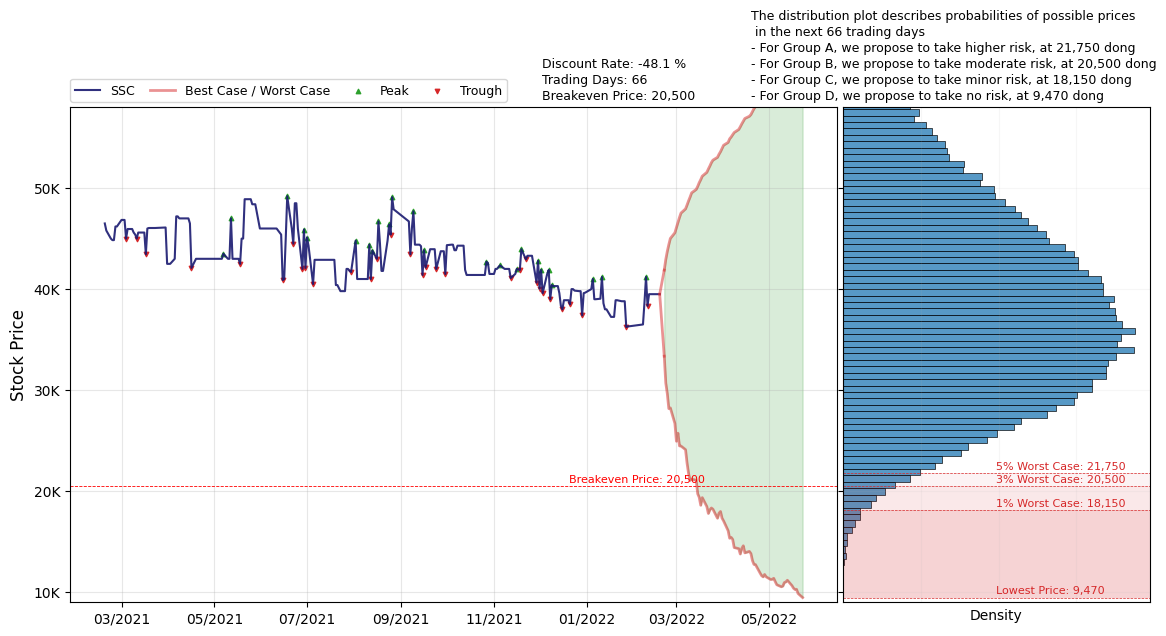 The distribution plot describes probabilities of possible prices
in the next 66 trading days
- For Group A, we propose to take higher risk, at 21,750 dong
- For Group B, we propose to take moderate risk, at 20,500 dong
- For Group C, we propose to take minor risk, at 18,150 dong
- For Group D, we propose to take no risk, at 9,470 dong
Discount Rate: -48.1 %
Trading Days: 66
Breakeven Price: 20,500
SSC
Best Case / Worst Case
Peak
Trough
Stock Price
50K
40K
30K
20K
10K
Breakeven Price: 20,500
5% Worst Case: 21,750
3% Worst Case: 20,500
1% Worst Case: 18,150
Lowest Price: 9,470
03/2021
05/2021
07/2021
09/2021
11/2021
01/2022
03/2022
05/2022
Density